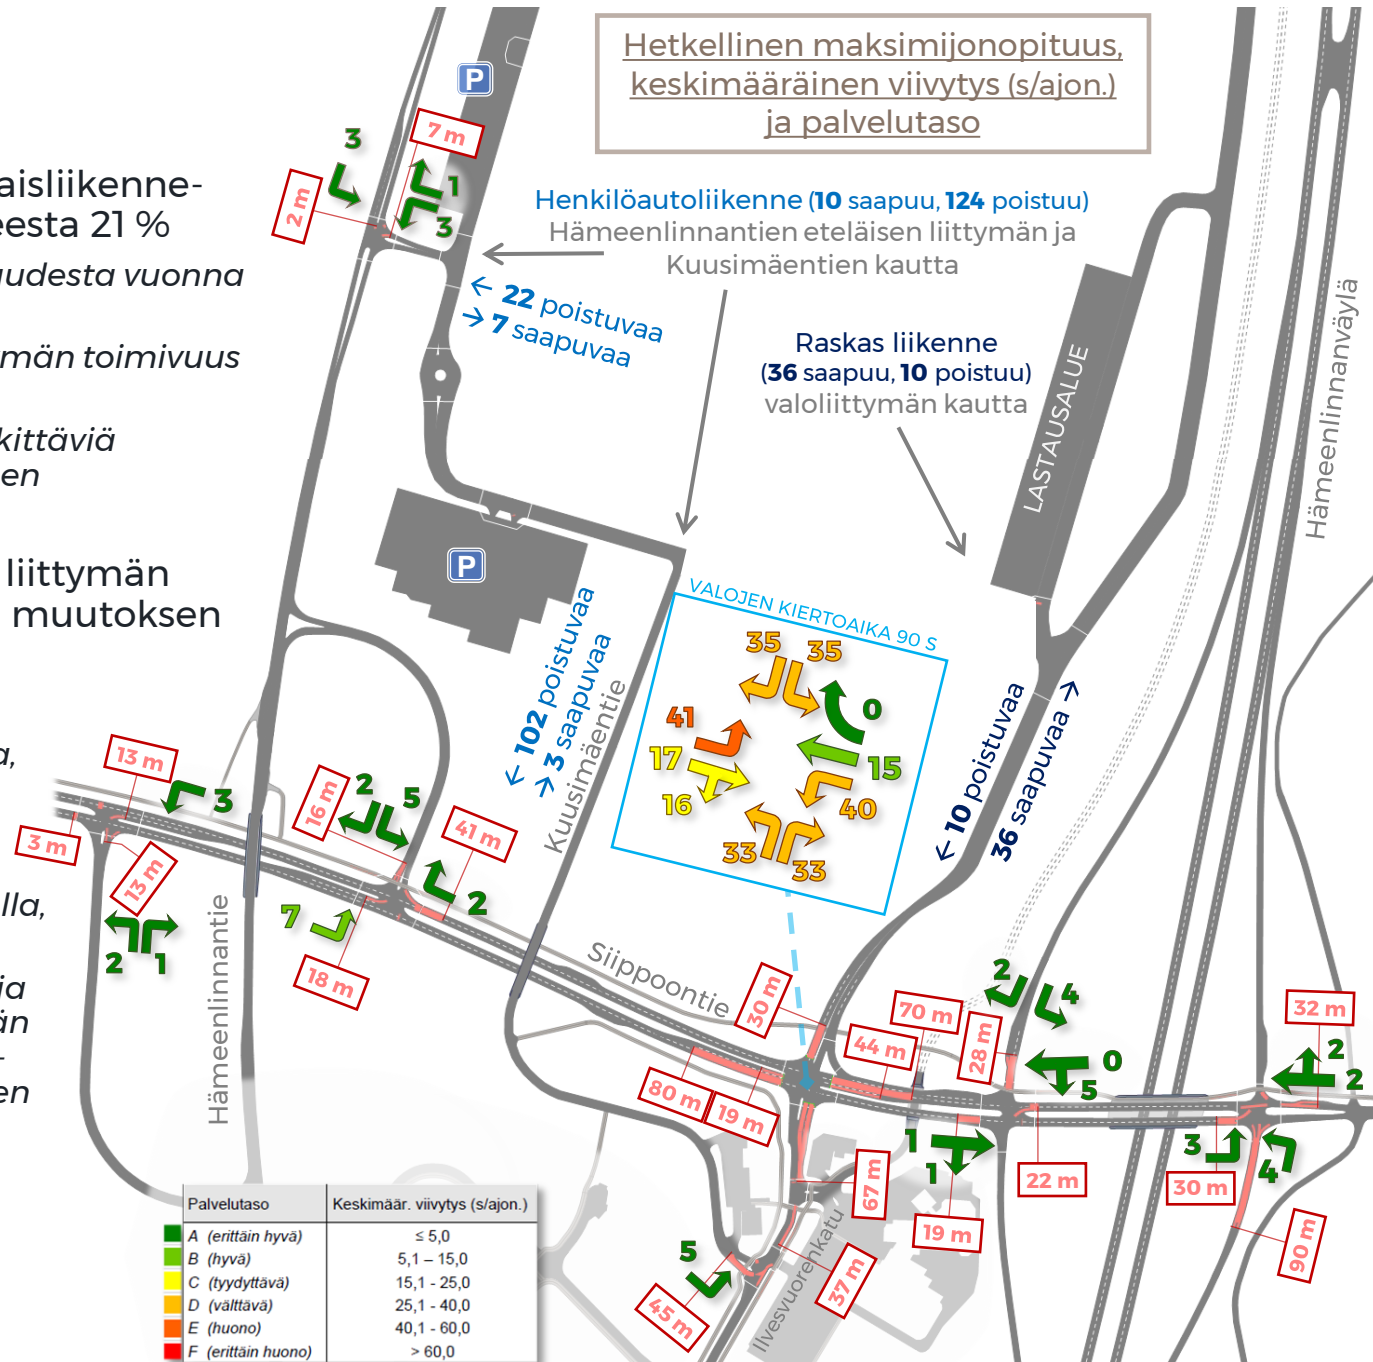 Hetkellinen maksimijonopituus,
keskimääräinen viivytys (s/ajon.)
ja palvelutaso
P
7 m
3
2 m
1
3
aisliikenne-
eesta 21 %
udesta vuonna
män toimivuus
kittäviä
en
liittymän
muutoksen
a,
lla,
ia
än
-
en
Henkilöautoliikenne (10 saapuu, 124 poistuu)
Hämeenlinnantien eteläisen liittymän ja
Kuusimäentien kautta
← 22 poistuvaa
→ 7 saapuvaa
Raskas liikenne
(36 saapuu, 10 poistuu)
valoliittymän kautta
LASTAUSALUE
Hämeenlinnanväylä
P
VALOJEN KIERTOAIKA 90 S
35
35
0
41
17
16
15
40
33
33
← 102 poistuvaa
→ 3 saapuvaa
Kuusimäentie
← 10 poistuvaa
36 saapuvaa →
13 m
3
3 m
13 m
2
1
16 m
2
5
41 m
2
7
18 m
Hämeenlinnantie
Siippoontie
30 m
44 m
70 m
28 m
2
4
0
5
32 m
2
2
80 m
19 m
67 m
1
1
19 m
22 m
3
30 m
4
90 m
5
45 m
37 m
Ilvesvuorenkatu
Palvelutaso Keskimäär. viivytys (s/ajon.)
A (erittäin hyvä) ≤ 5,0
B (hyvä) 5,1 – 15,0
C (tyydyttävä) 15,1 - 25,0
D (välttävä) 25,1 - 40,0
E (huono) 40,1 - 60,0
F (erittäin huono) > 60,0